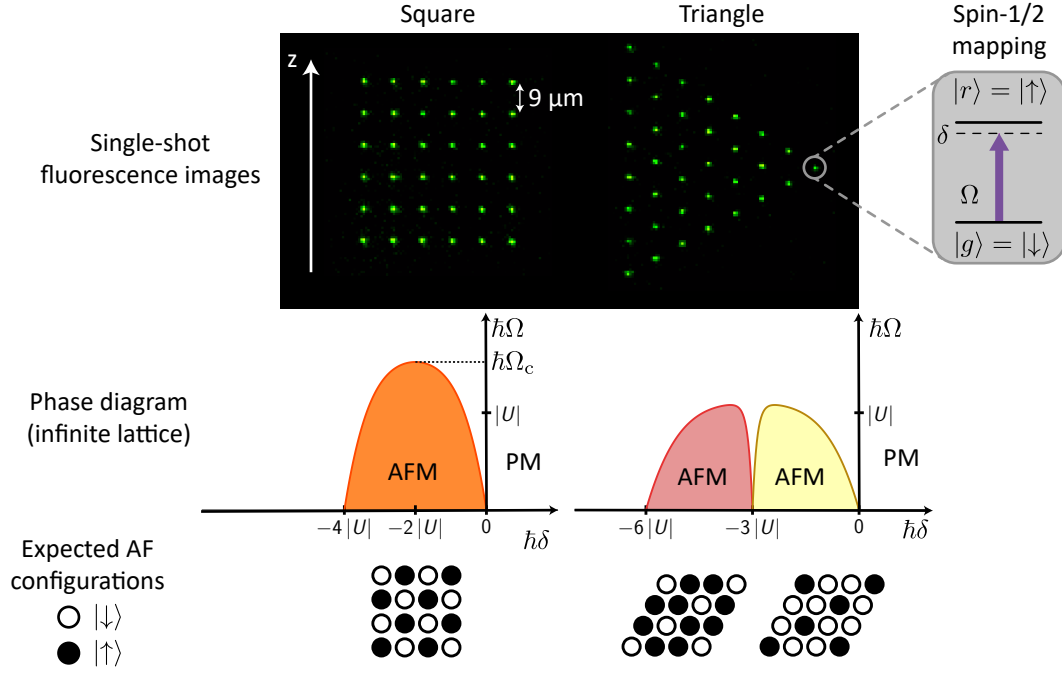 Square
Triangle
Spin-1/2
mapping
z
9 μm
|r⟩ = |↑⟩
δ
Ω
|g⟩ = |↓⟩
Single-shot
fluorescence images
ħΩ
ħΩc
|U|
AFM
PM
−4|U|
−2|U|
0
ħδ
ħΩ
|U|
AFM
AFM
PM
−6|U|
−3|U|
0
ħδ
Phase diagram
(infinite lattice)
Expected AF
configurations
|↓⟩
|↑⟩